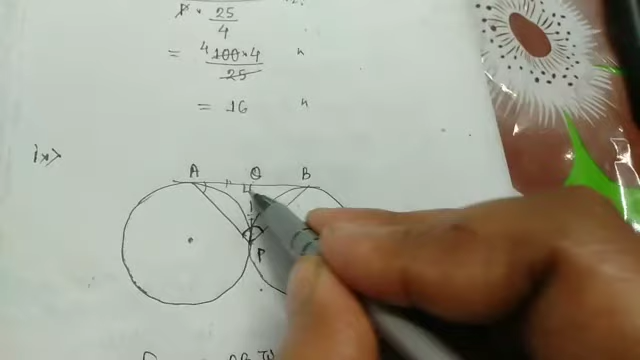 P × 25
4
= 4 100 × 4 n
25
= 16 n
ix>
A Q B
P